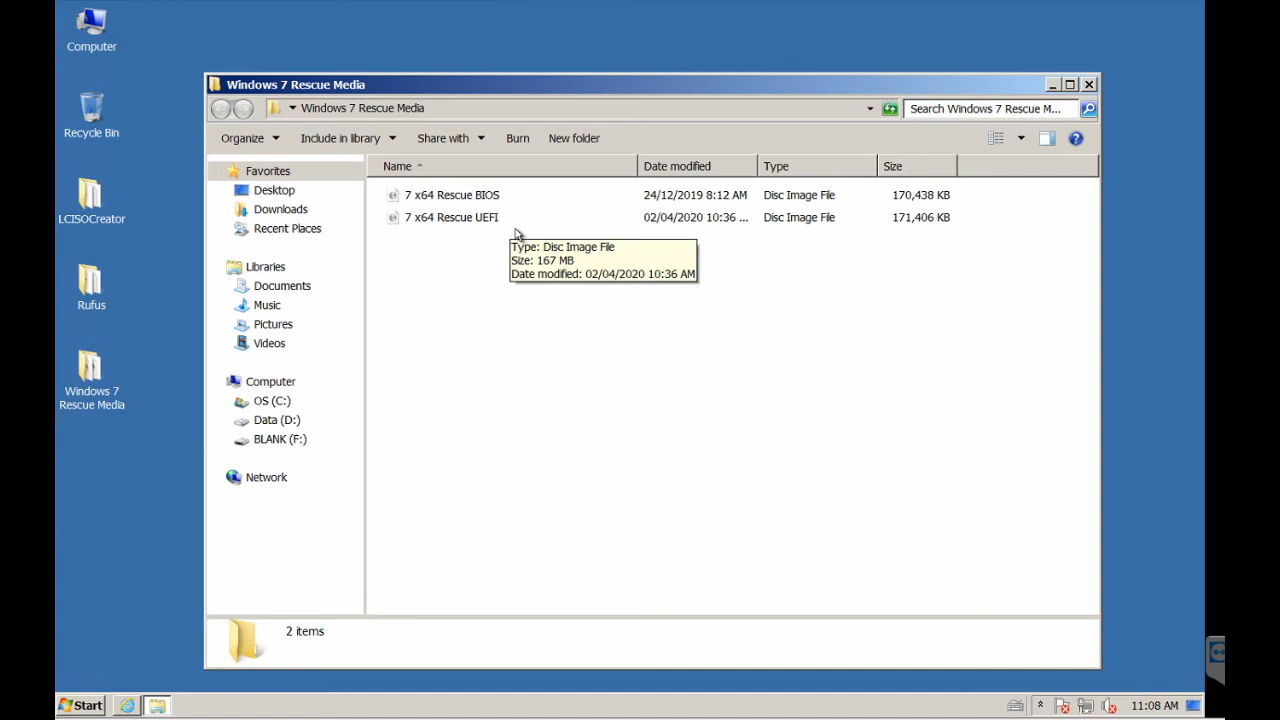 Computer
Recycle Bin
LCISOCreator
Rufus
Windows 7
Rescue Media
Windows 7 Rescue Media
Windows 7 Rescue Media
Search Windows 7 Rescue M...
Organize
Include in library
Share with
Burn
New folder
Favorites
Desktop
Downloads
Recent Places
Libraries
Documents
Music
Pictures
Videos
Computer
OS (C:)
Data (D:)
BLANK (F:)
Network
Name
Date modified
Type
Size
7 x64 Rescue BIOS
24/12/2019 8:12 AM
Disc Image File
170,438 KB
7 x64 Rescue UEFI
02/04/2020 10:36 ...
Disc Image File
171,406 KB
Type: Disc Image File
Size: 167 MB
Date modified: 02/04/2020 10:36 AM
2 items
Start
11:08 AM